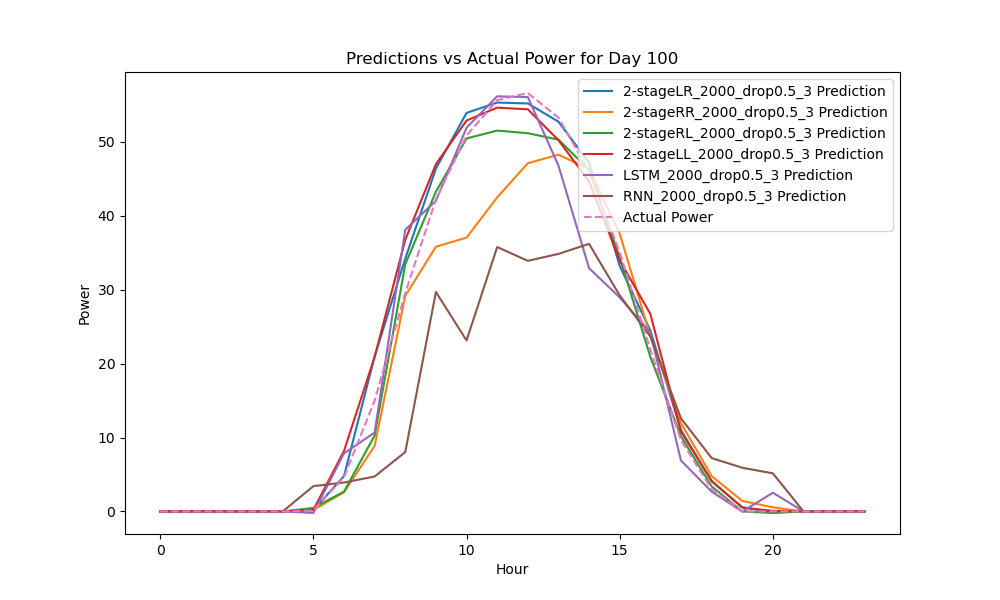 Predictions vs Actual Power for Day 100
2-stageLR_2000_drop0.5_3 Prediction
2-stageRR_2000_drop0.5_3 Prediction
2-stageRL_2000_drop0.5_3 Prediction
2-stageLL_2000_drop0.5_3 Prediction
LSTM_2000_drop0.5_3 Prediction
RNN_2000_drop0.5_3 Prediction
Actual Power
Power
50
40
30
20
10
0
0 5 10 15 20
Hour